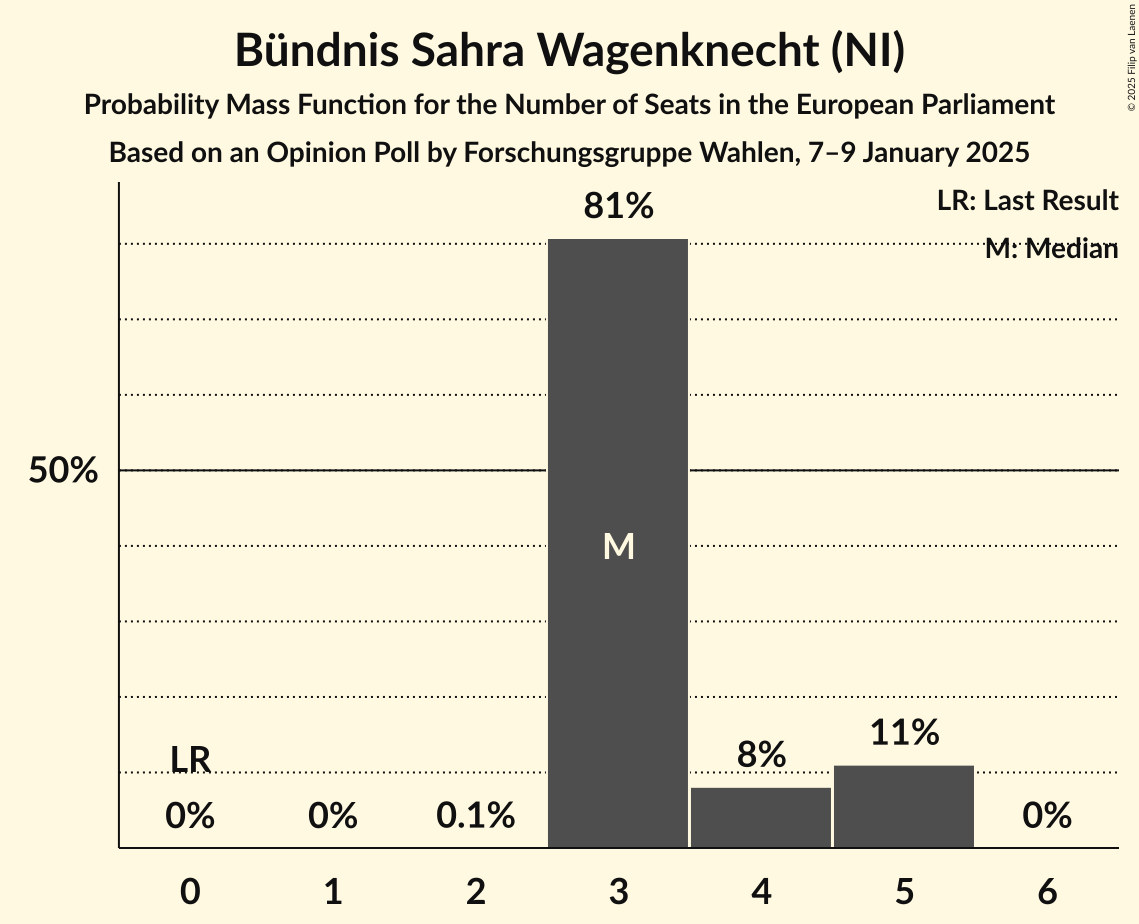 Bündnis Sahra Wagenknecht (NI)
Probability Mass Function for the Number of Seats in the European Parliament
Based on an Opinion Poll by Forschungsgruppe Wahlen, 7–9 January 2025
© 2025 Filip van Laenen
LR: Last Result
M: Median
81%
50%
M
LR
11%
8%
0%
0%
0.1%
0%
0 1 2 3 4 5 6